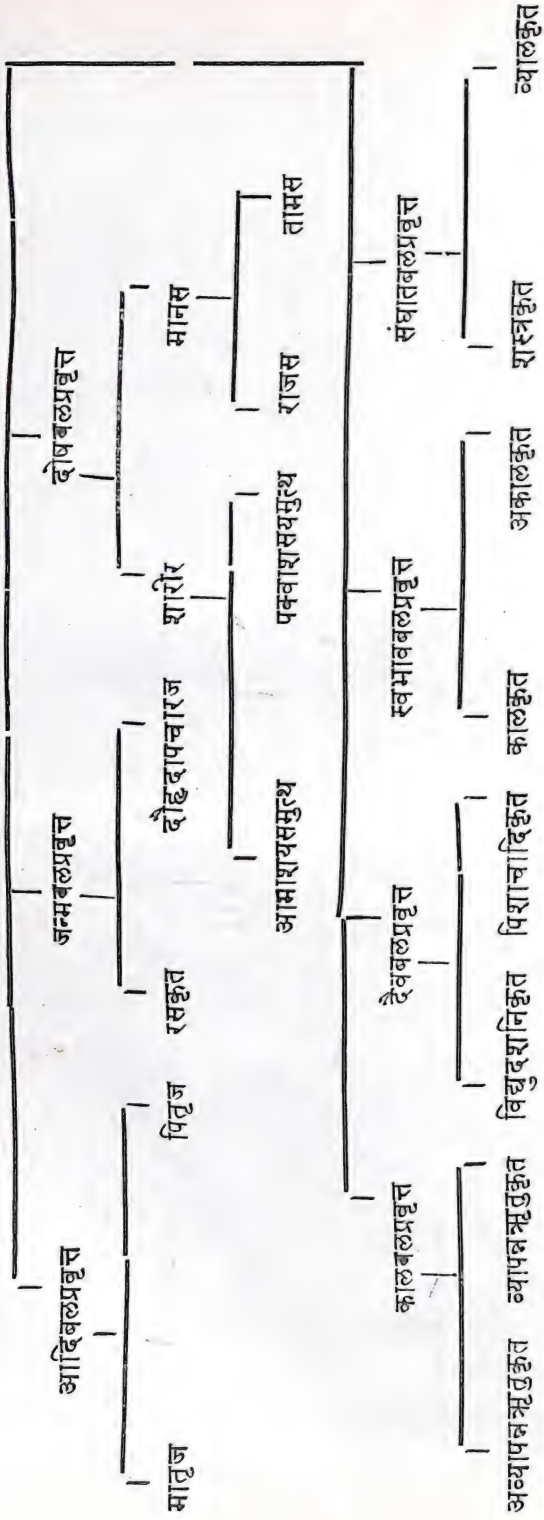 आदिबलप्रवृत्त जन्मबलप्रवृत्त दोषबलप्रवृत्त
मातृज पितृज रसकृत दौहृदापचारज शारीर मानस
आमाशयसमुत्थ पक्वाशयसमुत्थ राजस तामस
कालबलप्रवृत्त दैवबलप्रवृत्त स्वभावबलप्रवृत्त संघातबलप्रवृत्त
अव्यापन्नऋतुकृत व्यापन्नऋतुकृत विद्युदशनिकृत पिशाचादिकृत कालकृत अकालकृत शास्त्रकृत व्यालकृत